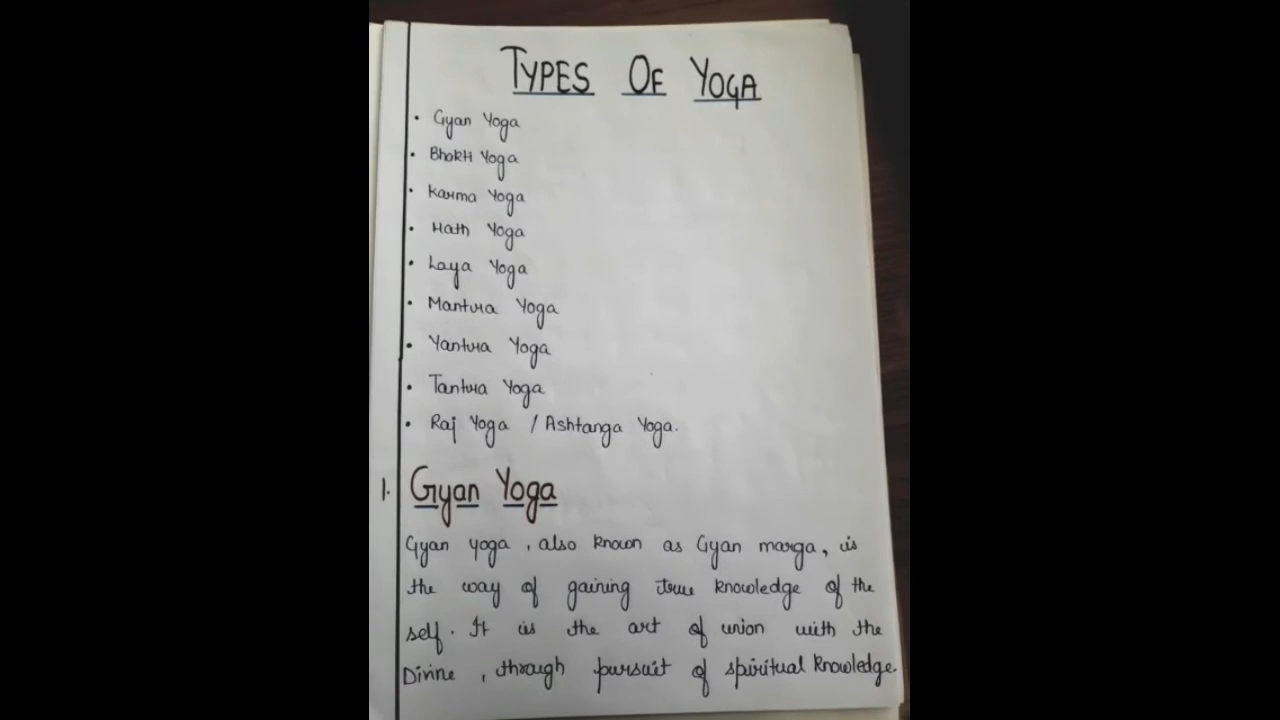 TYPES OF YOGA
• Gyan Yoga
• Bhakti Yoga
• Karma Yoga
• Hath Yoga
• Laya Yoga
• Mantra Yoga
• Yantra Yoga
• Tantra Yoga
• Raj Yoga / Ashtanga Yoga.
1. Gyan Yoga
Gyan yoga, also known as Gyan marga, is
the way of gaining true knowledge of the
self. It is the art of union with the
Divine, through pursuit of spiritual knowledge.